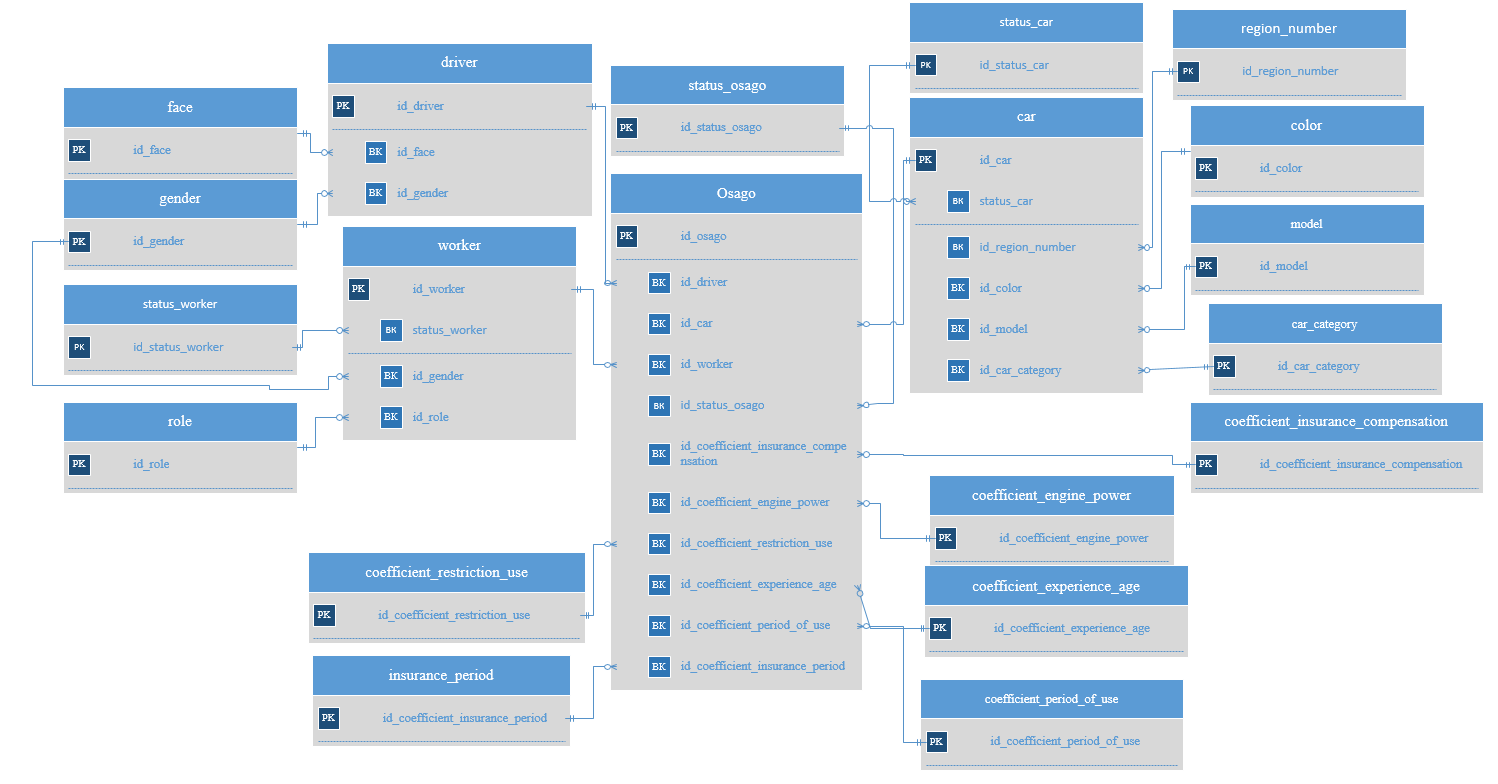 face
PK id_face
gender
PK id_gender
status_worker
PK id_status_worker
role
PK id_role
driver
PK id_driver
BK id_face
BK id_gender
worker
PK id_worker
BK status_worker
BK id_gender
BK id_role
coefficient_restriction_use
PK id_coefficient_restriction_use
insurance_period
PK id_coefficient_insurance_period
status_osago
PK id_status_osago
Osago
PK id_osago
BK id_driver
BK id_car
BK id_worker
BK id_status_osago
BK id_coefficient_insurance_compe
nsation
BK id_coefficient_engine_power
BK id_coefficient_restriction_use
BK id_coefficient_experience_age
BK id_coefficient_period_of_use
BK id_coefficient_insurance_period
status_car
PK id_status_car
car
PK id_car
BK status_car
BK id_region_number
BK id_color
BK id_model
BK id_car_category
region_number
PK id_region_number
color
PK id_color
model
PK id_model
car_category
PK id_car_category
coefficient_insurance_compensation
PK id_coefficient_insurance_compensation
coefficient_engine_power
PK id_coefficient_engine_power
coefficient_experience_age
PK id_coefficient_experience_age
coefficient_period_of_use
PK id_coefficient_period_of_use